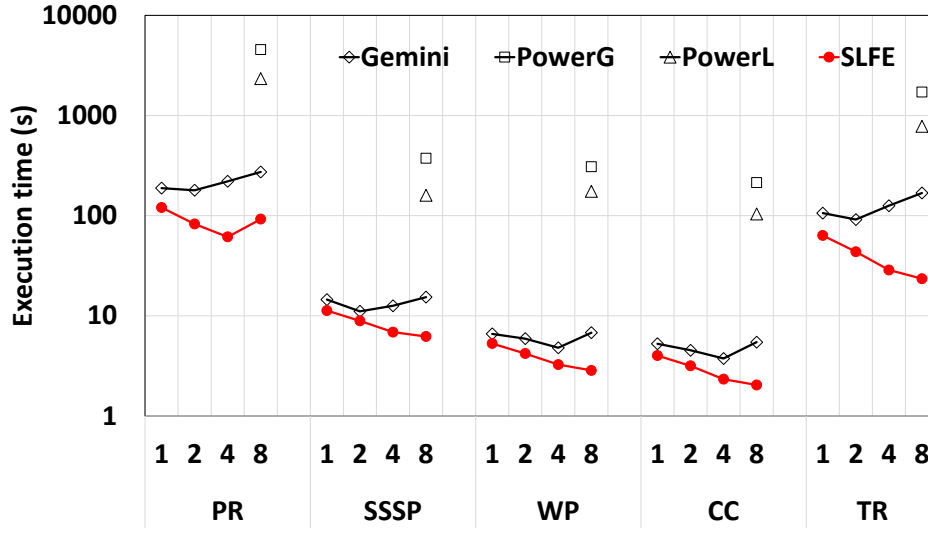 10000
1000
100
10
1
Execution time (s)
Gemini PowerG PowerL SLFE
1 2 4 8 1 2 4 8 1 2 4 8 1 2 4 8 1 2 4 8
PR SSSP WP CC TR